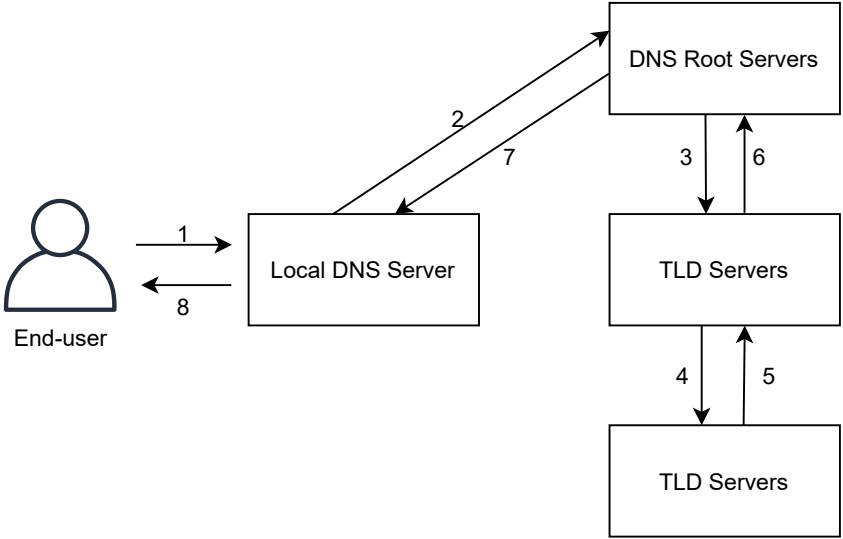 DNS Root Servers
2
7
3
6
1
Local DNS Server
TLD Servers
8
End-user
4
5
TLD Servers